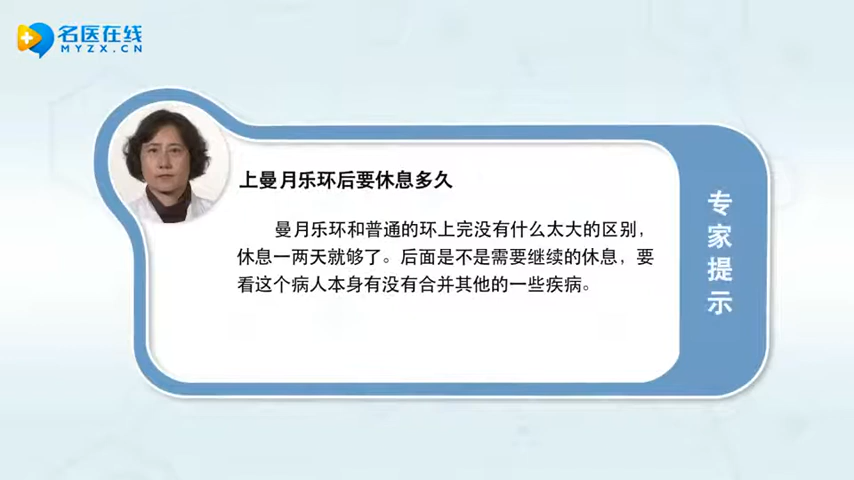 名医在线
MYZX.CN
上曼月乐环后要休息多久
曼月乐环和普通的环上完没有什么太大的区别，
休息一两天就够了。后面是不是需要继续的休息，要
看这个病人本身有没有合并其他的一些疾病。
专家提示